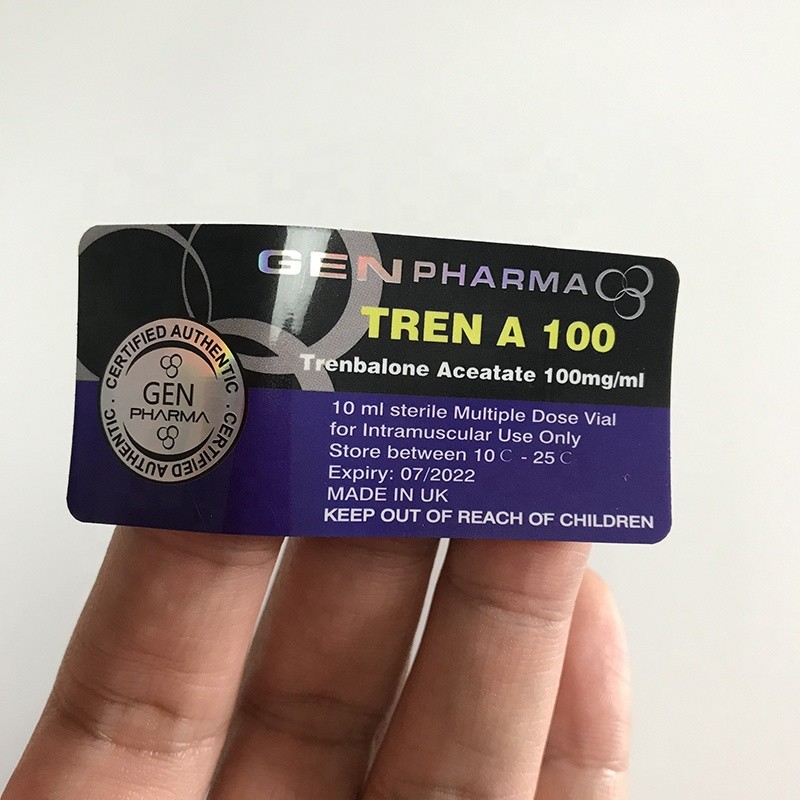 GENPHARMA
TREN A 100
Trenbalone Aceatate 100mg/ml
CERTIFIED AUTHENTIC · CERTIFIED AUTHENTIC ·
GEN
PHARMA
10 ml sterile Multiple Dose Vial
for Intramuscular Use Only
Store between 10 C - 25 C
Expiry: 07/2022
MADE IN UK
KEEP OUT OF REACH OF CHILDREN